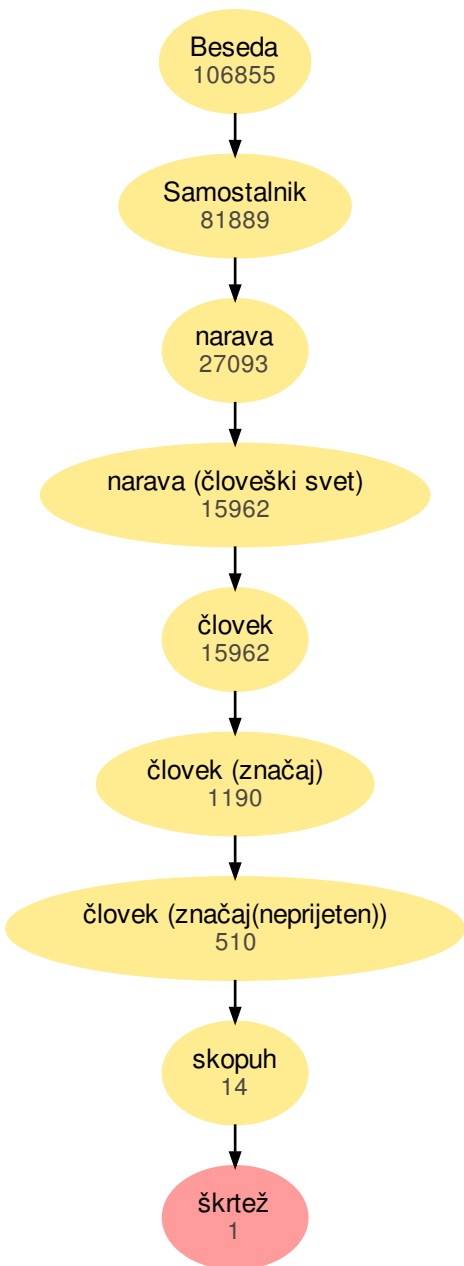 Beseda
106855
Samostalnik
81889
narava
27093
narava (človeški svet)
15962
človek
15962
človek (značaj)
1190
človek (značaj(neprijeten))
510
skopuh
14
škrtež
1